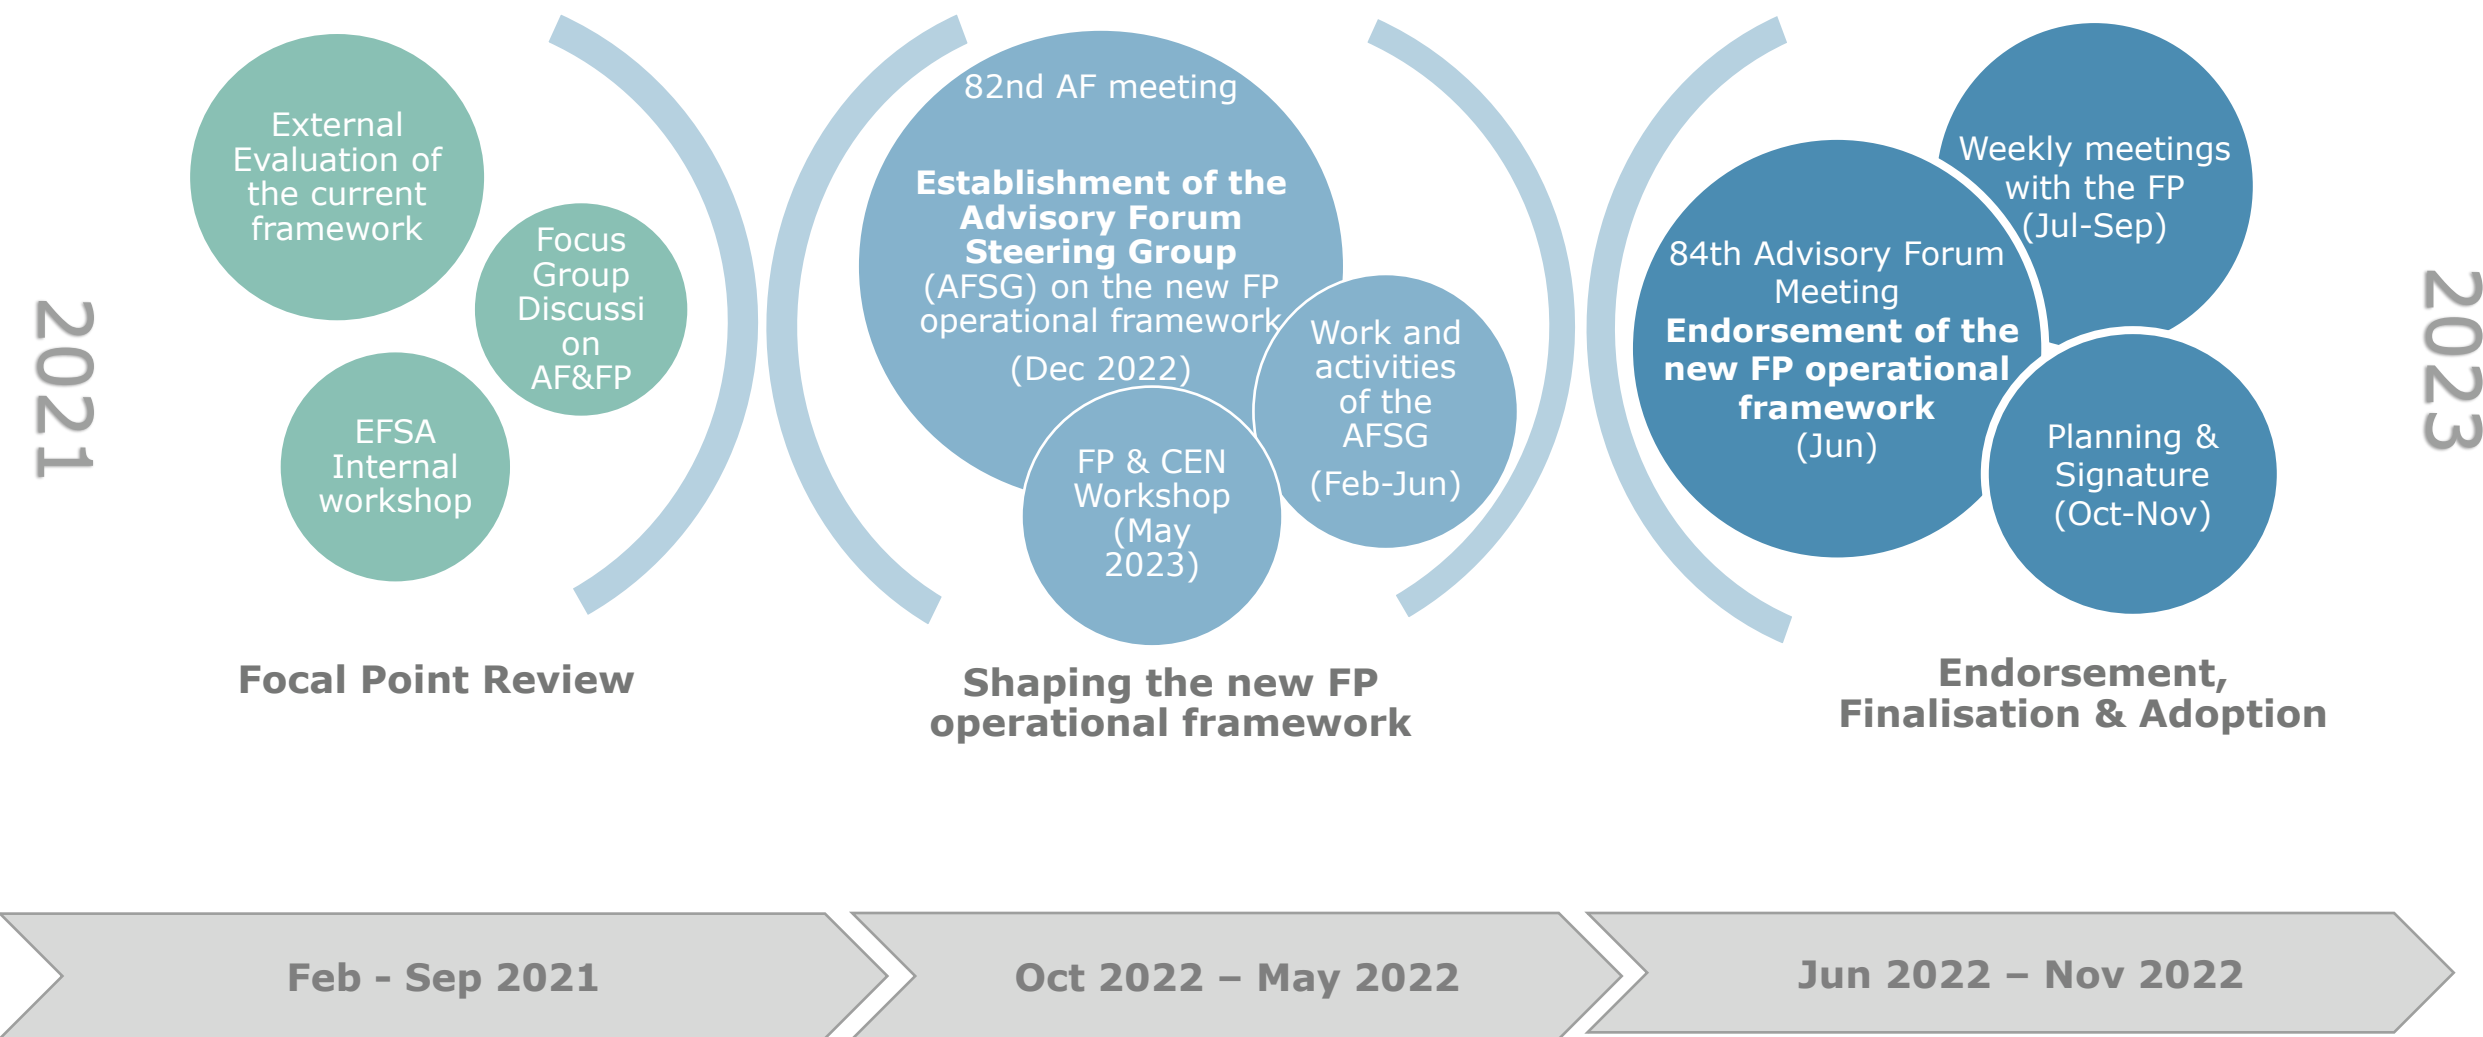 2021
External
Evaluation of
the current
framework
Focus
Group
Discussi
on
AF&FP
EFSA
Internal
workshop
Focal Point Review
82nd AF meeting
Establishment of the
Advisory Forum
Steering Group
(AFSG) on the new FP
operational framework
(Dec 2022)
Work and
activities
of the
AFSG
(Feb-Jun)
FP & CEN
Workshop
(May
2023)
Shaping the new FP
operational framework
Weekly meetings
with the FP
(Jul-Sep)
84th Advisory Forum
Meeting
Endorsement of the
new FP operational
framework
(Jun)
Planning &
Signature
(Oct-Nov)
Endorsement,
Finalisation & Adoption
2023
Feb - Sep 2021
Oct 2022 – May 2022
Jun 2022 – Nov 2022